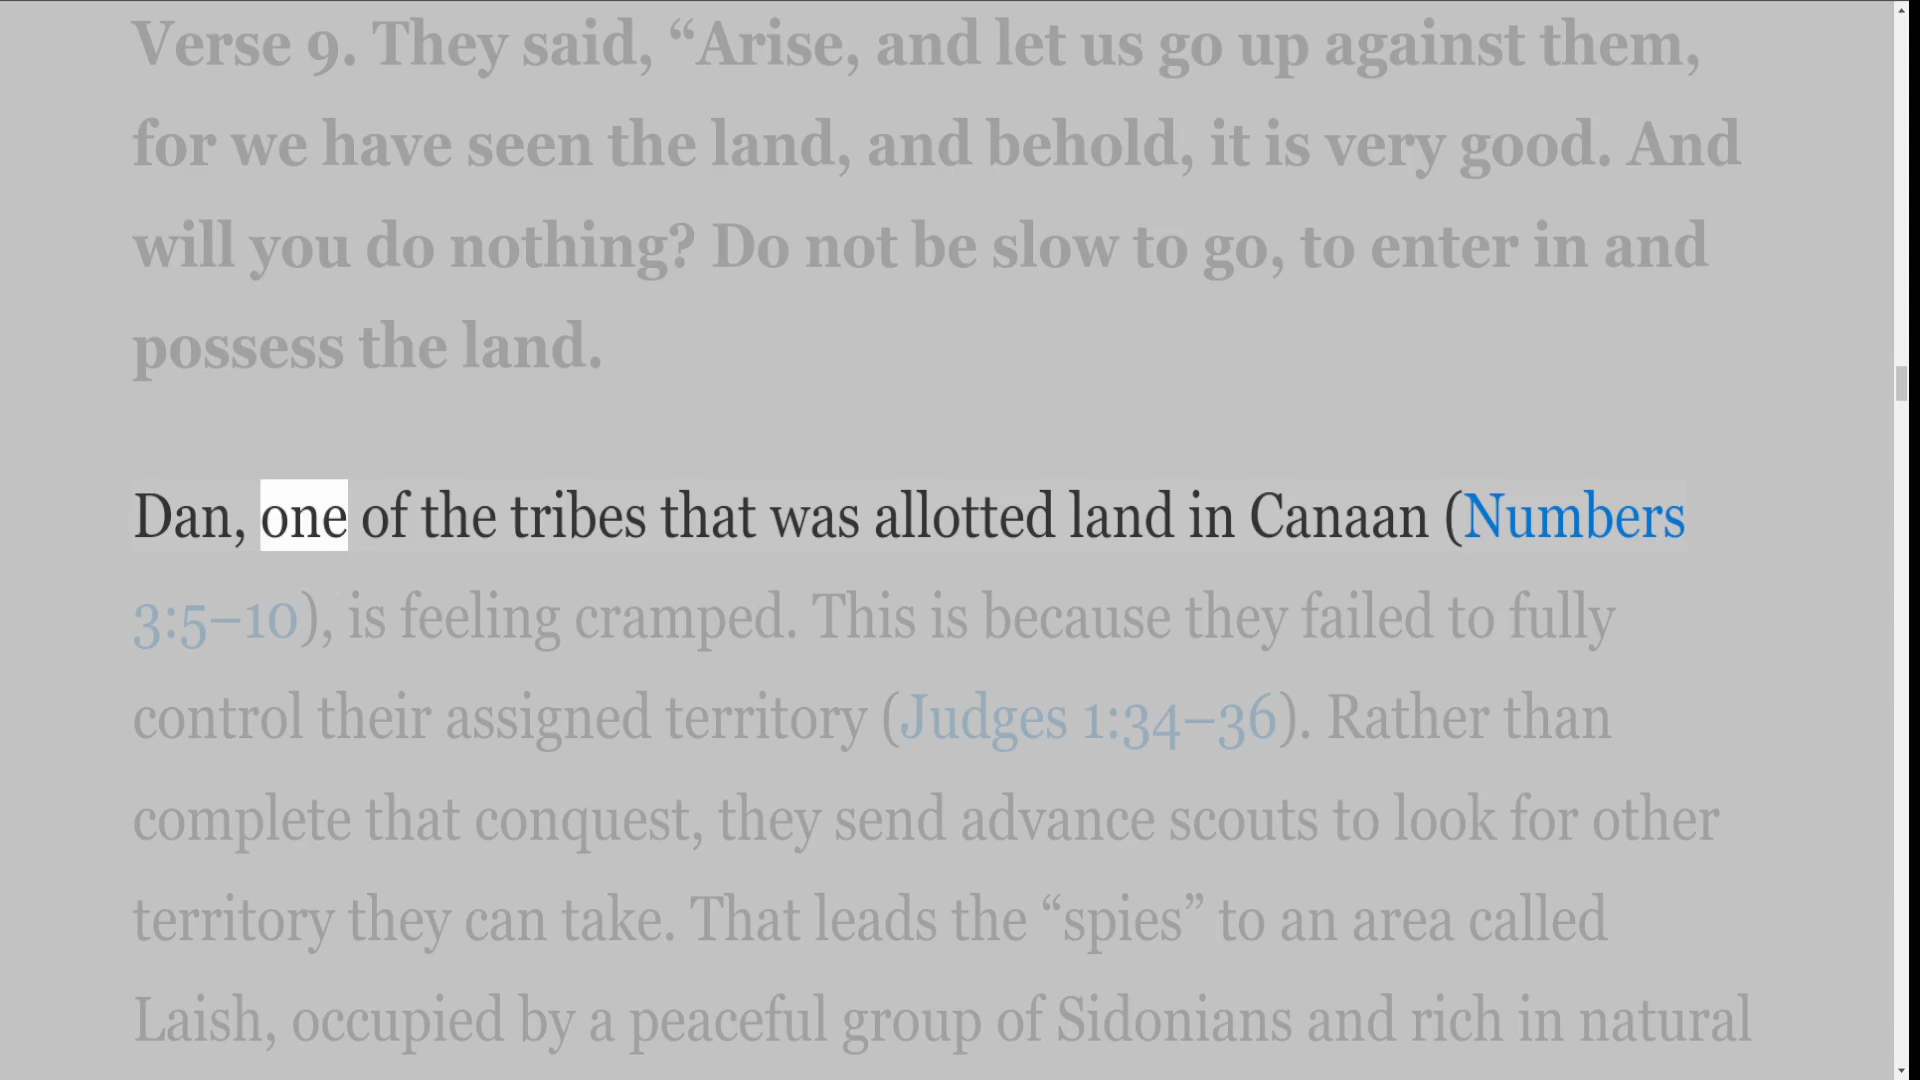 Verse 9. They said, “Arise, and let us go up against them,
for we have seen the land, and behold, it is very good. And
will you do nothing? Do not be slow to go, to enter in and
possess the land.
Dan, one of the tribes that was allotted land in Canaan (Numbers
3:5–10), is feeling cramped. This is because they failed to fully
control their assigned territory (Judges 1:34–36). Rather than
complete that conquest, they send advance scouts to look for other
territory they can take. That leads the “spies” to an area called
Laish, occupied by a peaceful group of Sidonians and rich in natural